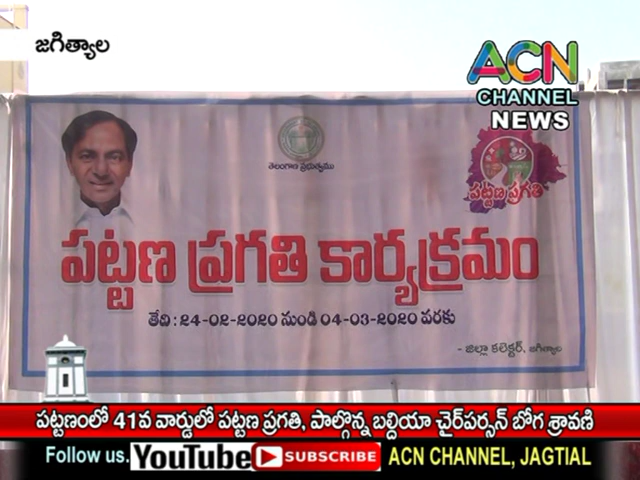 జగిత్యాల
ACN
CHANNEL
NEWS
తెలంగాణ ప్రభుత్వము
పట్టణ ప్రగతి
పట్టణ ప్రగతి కార్యక్రమం
తేది : 24-02-2020 నుండి 04-03-2020 వరకు
- జిల్లా కలెక్టర్, జగిత్యాల
పట్టణంలో 41వ వార్డులో పట్టణ ప్రగతి, పాల్గొన్న బల్దియా చైర్‌పర్సన్ బోగ శ్రావణి
Follow us. YouTube SUBSCRIBE ACN CHANNEL, JAGTIAL